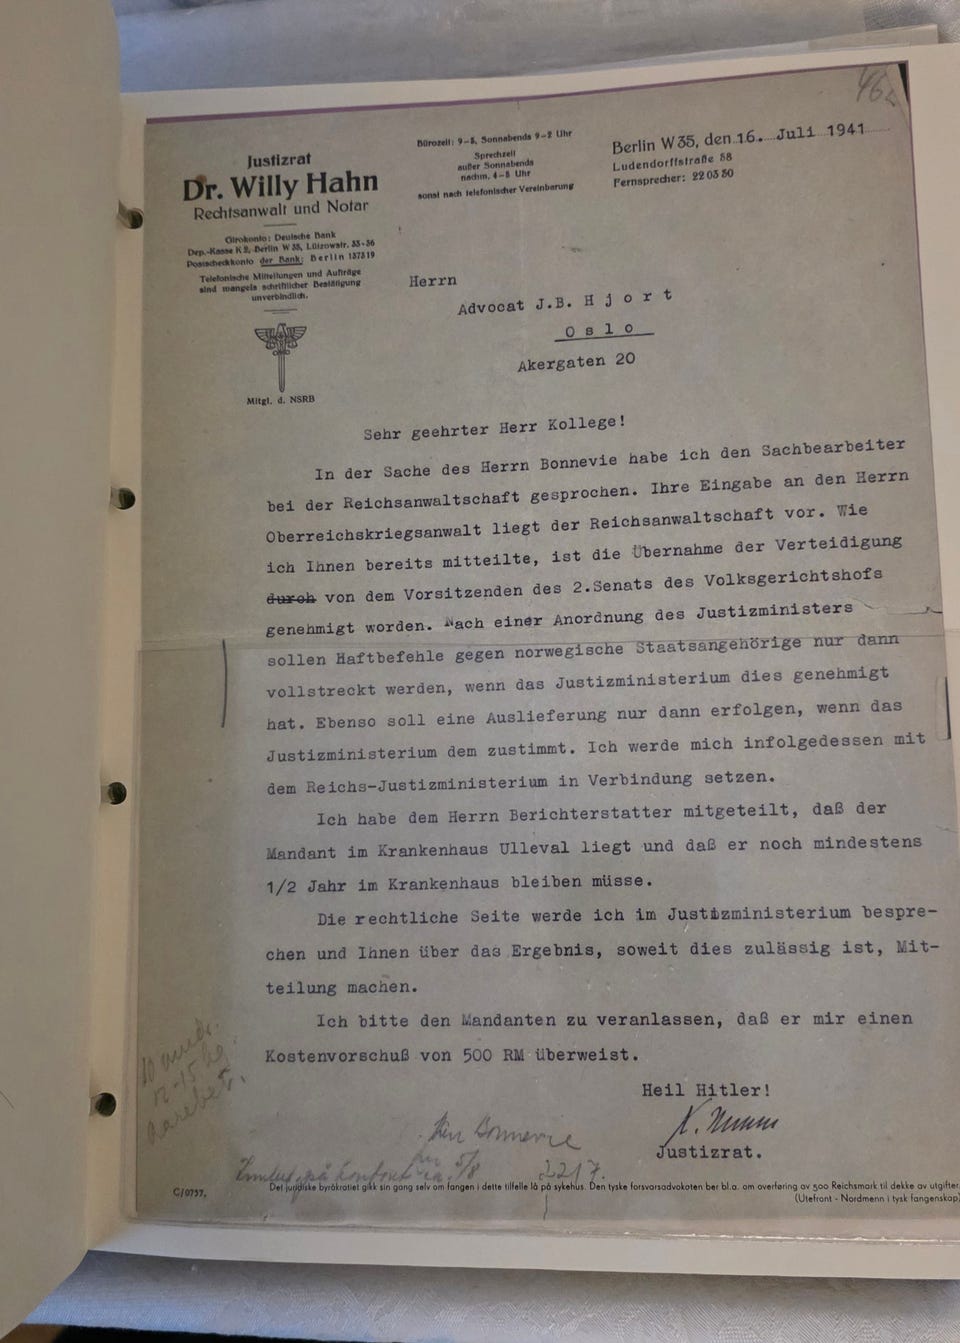 46a
Justizrat
Dr. Willy Hahn
Rechtsanwalt und Notar
Girokonto: Deutsche Bank
Dep.-Kasse K 2, Berlin W 35, Lützowstr. 33-36
Postscheckkonto der Bank: Berlin 137319
Telefonische Mitteilungen und Aufträge
sind mangels schriftlicher Bestätigung
unverbindlich.
Mitgl. d. NSRB
Bürozeit: 9-5, Sonnabends 9-2 Uhr
Sprechzeit
außer Sonnabends
nachm. 4-5 Uhr
sonst nach telefonischer Vereinbarung
Berlin W 35, den 16. Juli 1941
Ludendorffstraße 58
Fernsprecher: 22 03 30
Herrn
Advocat J.B. H j o r t
O s l o
Akergaten 20
Sehr geehrter Herr Kollege!
In der Sache des Herrn Bonnevie habe ich den Sachbearbeiter
bei der Reichsanwaltschaft gesprochen. Ihre Eingabe an den Herrn
Oberreichskriegsanwalt liegt der Reichsanwaltschaft vor. Wie
ich Ihnen bereits mitteilte, ist die Übernahme der Verteidigung
durch von dem Vorsitzenden des 2.Senats des Volksgerichtshofs
genehmigt worden. Nach einer Anordnung des Justizministers
sollen Haftbefehle gegen norwegische Staatsangehörige nur dann
vollstreckt werden, wenn das Justizministerium dies genehmigt
hat. Ebenso soll eine Auslieferung nur dann erfolgen, wenn das
Justizministerium dem zustimmt. Ich werde mich infolgedessen mit
dem Reichs-Justizministerium in Verbindung setzen.
Ich habe dem Herrn Berichterstatter mitgeteilt, daß der
Mandant im Krankenhaus Ulleval liegt und daß er noch mindestens
1/2 Jahr im Krankenhaus bleiben müsse.
Die rechtliche Seite werde ich im Justizministerium bespre-
chen und Ihnen über das Ergebnis, soweit dies zulässig ist, Mit-
teilung machen.
Ich bitte den Mandanten zu veranlassen, daß er mir einen
Kostenvorschuß von 500 RM überweist.
Heil Hitler!
Justizrat.
Bonnevie
5/8
C/0757.
Det juridiske byråkratiet gikk sin gang selv om fangen i dette tilfelle lå på sykehus. Den tyske forsvarsadvokaten ber bl.a. om overføring av 500 Reichsmark til dekke av utgifter.
(Utefront - Nordmenn i tysk fangenskap)